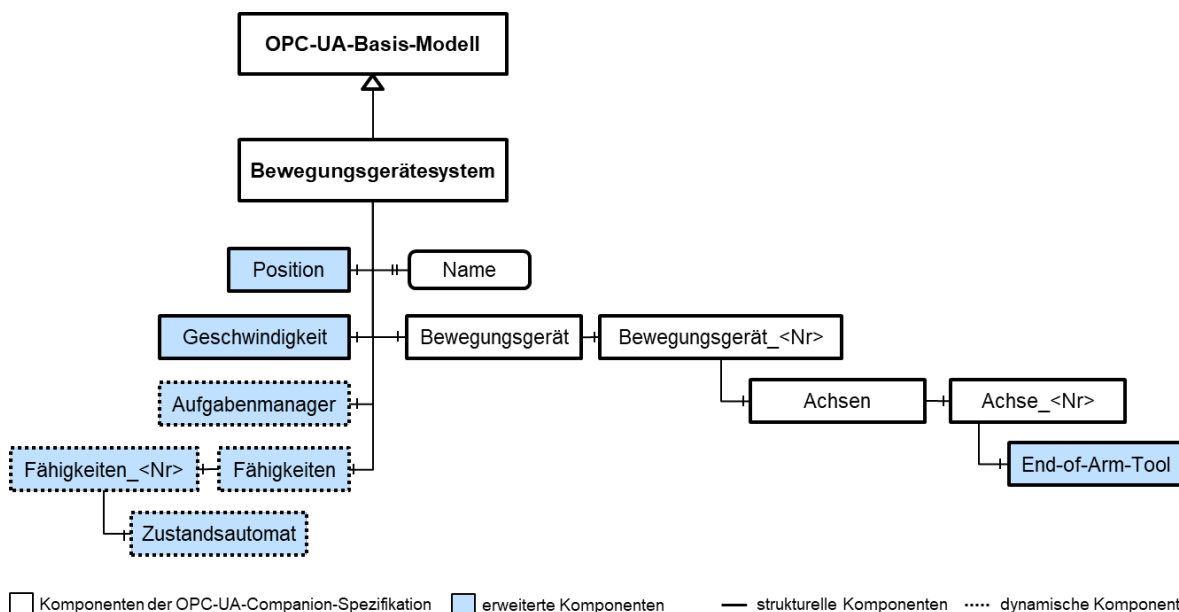 OPC-UA-Basis-Modell
Bewegungsgerätesystem
Position
Name
Geschwindigkeit
Bewegungsgerät
Bewegungsgerät_<Nr>
Aufgabenmanager
Achsen
Achse_<Nr>
Fähigkeiten_<Nr>
Fähigkeiten
End-of-Arm-Tool
Zustandsautomat
Komponenten der OPC-UA-Companion-Spezifikation
erweiterte Komponenten
strukturelle Komponenten
dynamische Komponent